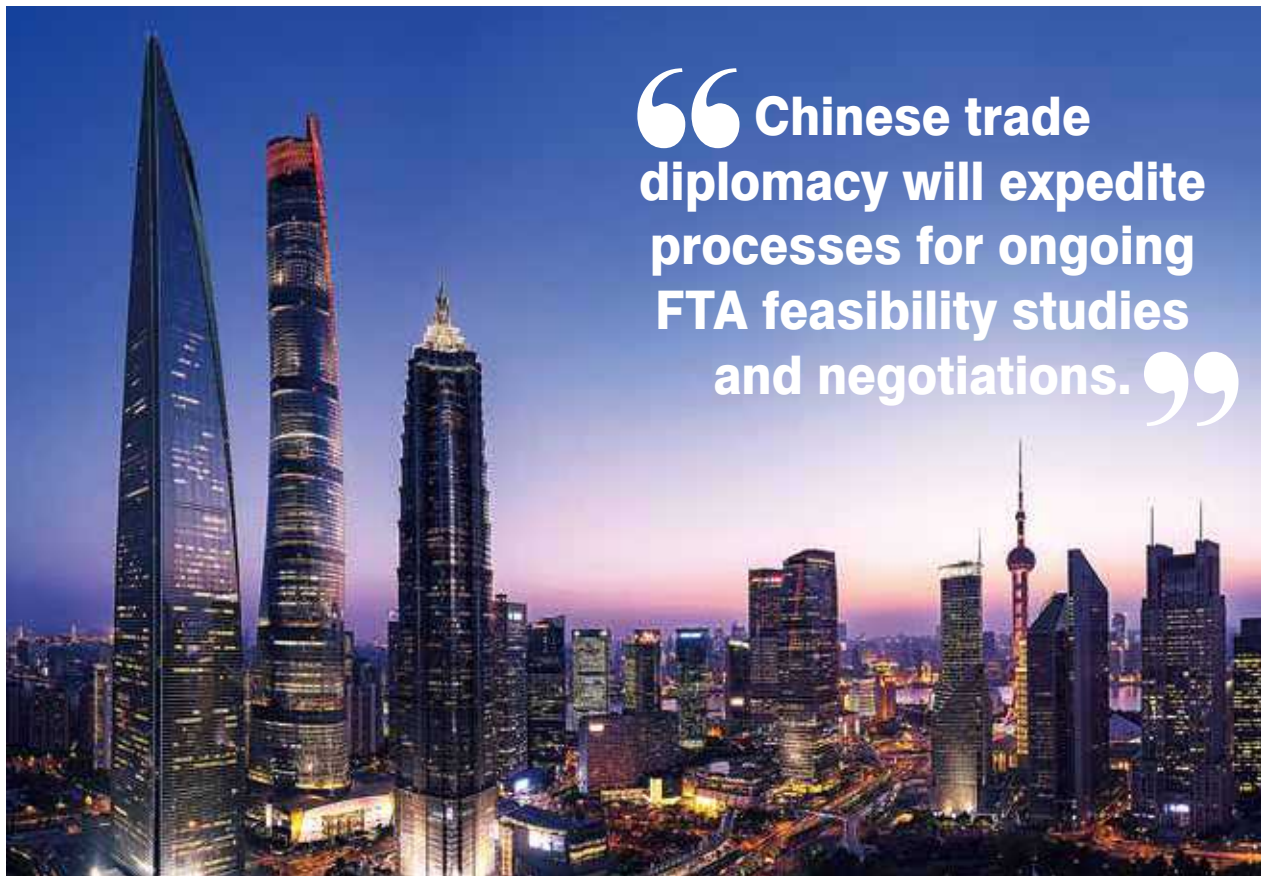 “ Chinese trade
diplomacy will expedite
processes for ongoing
FTA feasibility studies
and negotiations. ”